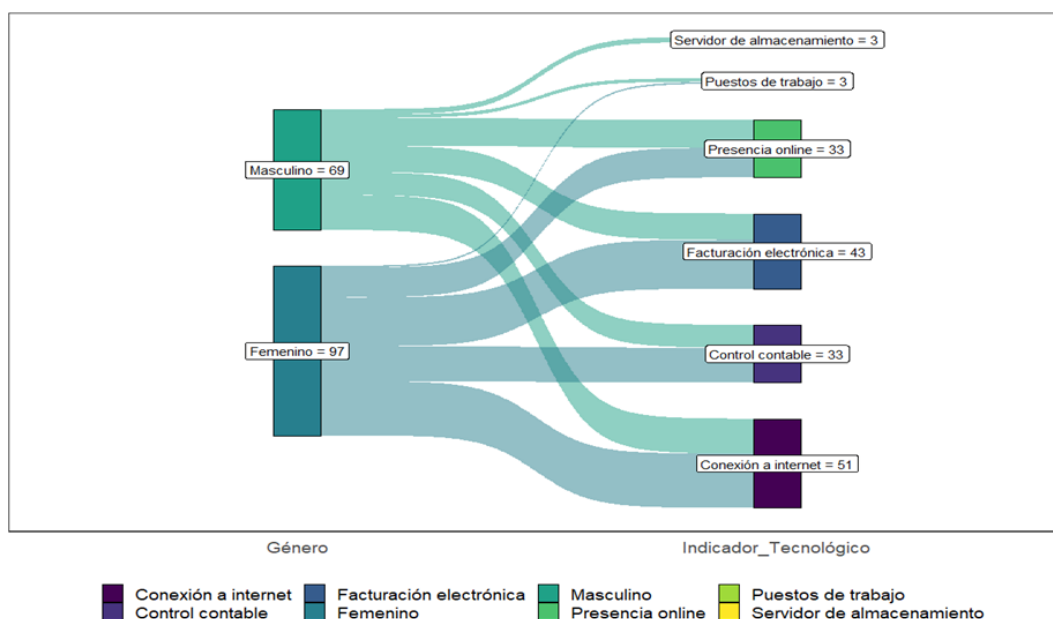 Servidor de almacenamiento = 3
Puestos de trabajo = 3
Presencia online = 33
Masculino = 69
Facturación electrónica = 43
Femenino = 97
Control contable = 33
Conexión a internet = 51
Género
Indicador_Tecnológico
Conexión a internet
Facturación electrónica
Masculino
Puestos de trabajo
Control contable
Femenino
Presencia online
Servidor de almacenamiento